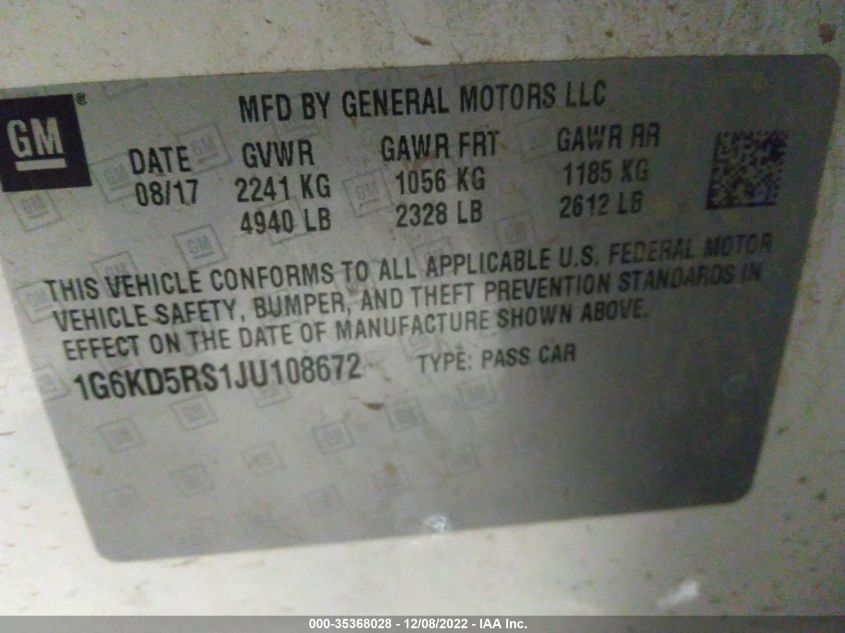 GM®
MFD BY GENERAL MOTORS LLC
DATE GVWR GAWR FRT GAWR RR
08/17 2241 KG 1056 KG 1185 KG
4940 LB 2328 LB 2612 LB
THIS VEHICLE CONFORMS TO ALL APPLICABLE U.S. FEDERAL MOTOR
VEHICLE SAFETY, BUMPER, AND THEFT PREVENTION STANDARDS IN
EFFECT ON THE DATE OF MANUFACTURE SHOWN ABOVE.
1G6KD5RS1JU108672 TYPE: PASS CAR
000-35368028 - 12/08/2022 - IAA Inc.